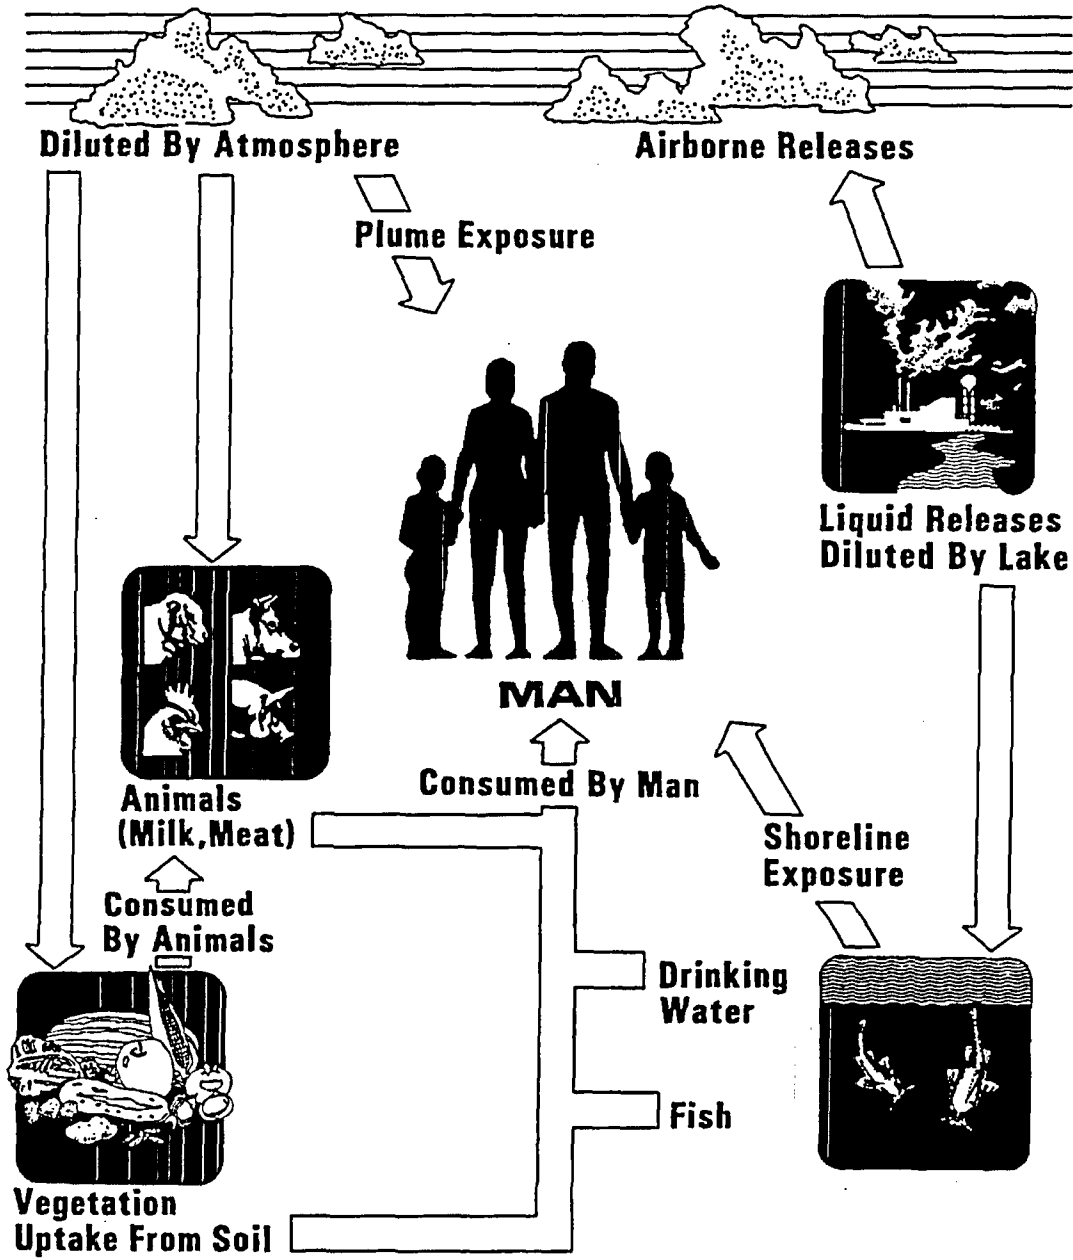 Diluted By Atmosphere
Airborne Releases
Plume Exposure
Liquid Releases
Diluted By Lake
MAN
Consumed By Man
Animals
(Milk,Meat)
Shoreline
Exposure
Consumed
By Animals
Drinking
Water
Fish
Vegetation
Uptake From Soil